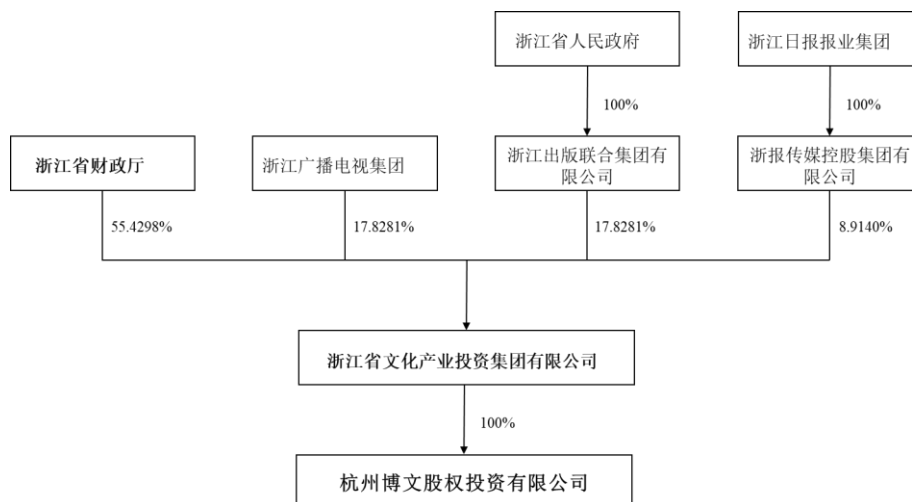 浙江省人民政府
浙江日报报业集团
100%
100%
浙江省财政厅
浙江广播电视集团
浙江出版联合集团有
限公司
浙报传媒控股集团有
限公司
55.4298%
17.8281%
17.8281%
8.9140%
浙江省文化产业投资集团有限公司
100%
杭州博文股权投资有限公司